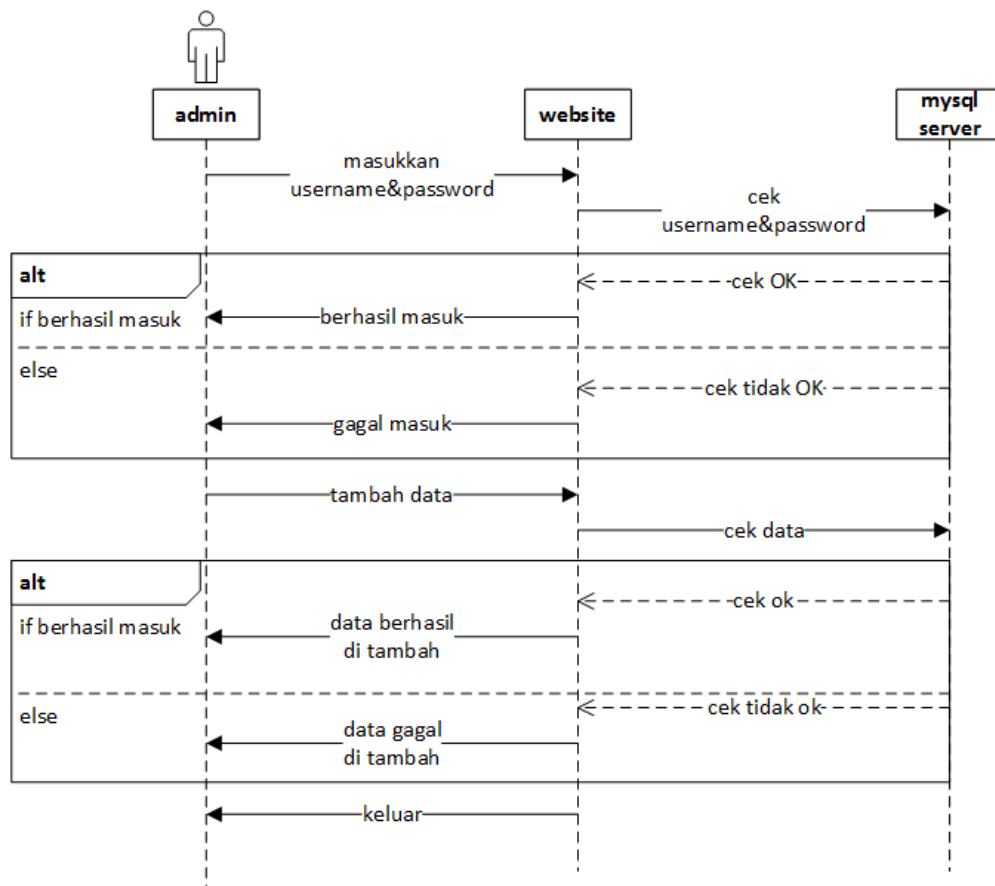 admin
website
mysql
server
masukkan
username&password
cek
username&password
alt
cek OK
if berhasil masuk
berhasil masuk
else
cek tidak OK
gagal masuk
tambah data
cek data
alt
cek ok
if berhasil masuk
data berhasil
di tambah
else
cek tidak ok
data gagal
di tambah
keluar